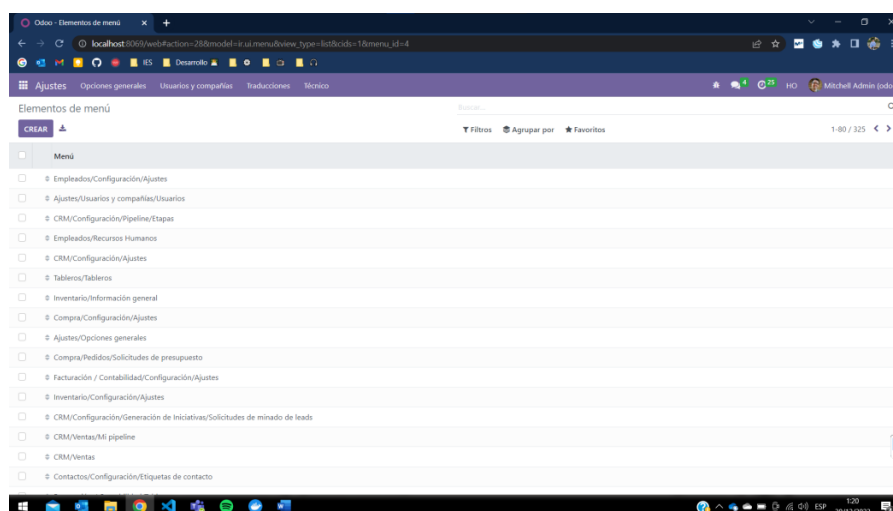 Odoo - Elementos de menú
localhost:8069/web#action=28&model=ir.ui.menu&view_type=list&cids=1&menu_id=4
IES Desarrollo
Ajustes Opciones generales Usuarios y compañías Traducciones Técnico 4 25 HO Mitchell Admin (odo
Elementos de menú Buscar...
CREAR Filtros Agrupar por Favoritos 1-80 / 325
Menú
Empleados/Configuración/Ajustes
Ajustes/Usuarios y compañías/Usuarios
CRM/Configuración/Pipeline/Etapas
Empleados/Recursos Humanos
CRM/Configuración/Ajustes
Tableros/Tableros
Inventario/Información general
Compra/Configuración/Ajustes
Ajustes/Opciones generales
Compra/Pedidos/Solicitudes de presupuesto
Facturación / Contabilidad/Configuración/Ajustes
Inventario/Configuración/Ajustes
CRM/Configuración/Generación de Iniciativas/Solicitudes de minado de leads
CRM/Ventas/Mi pipeline
CRM/Ventas
Contactos/Configuración/Etiquetas de contacto
ESP 1:20